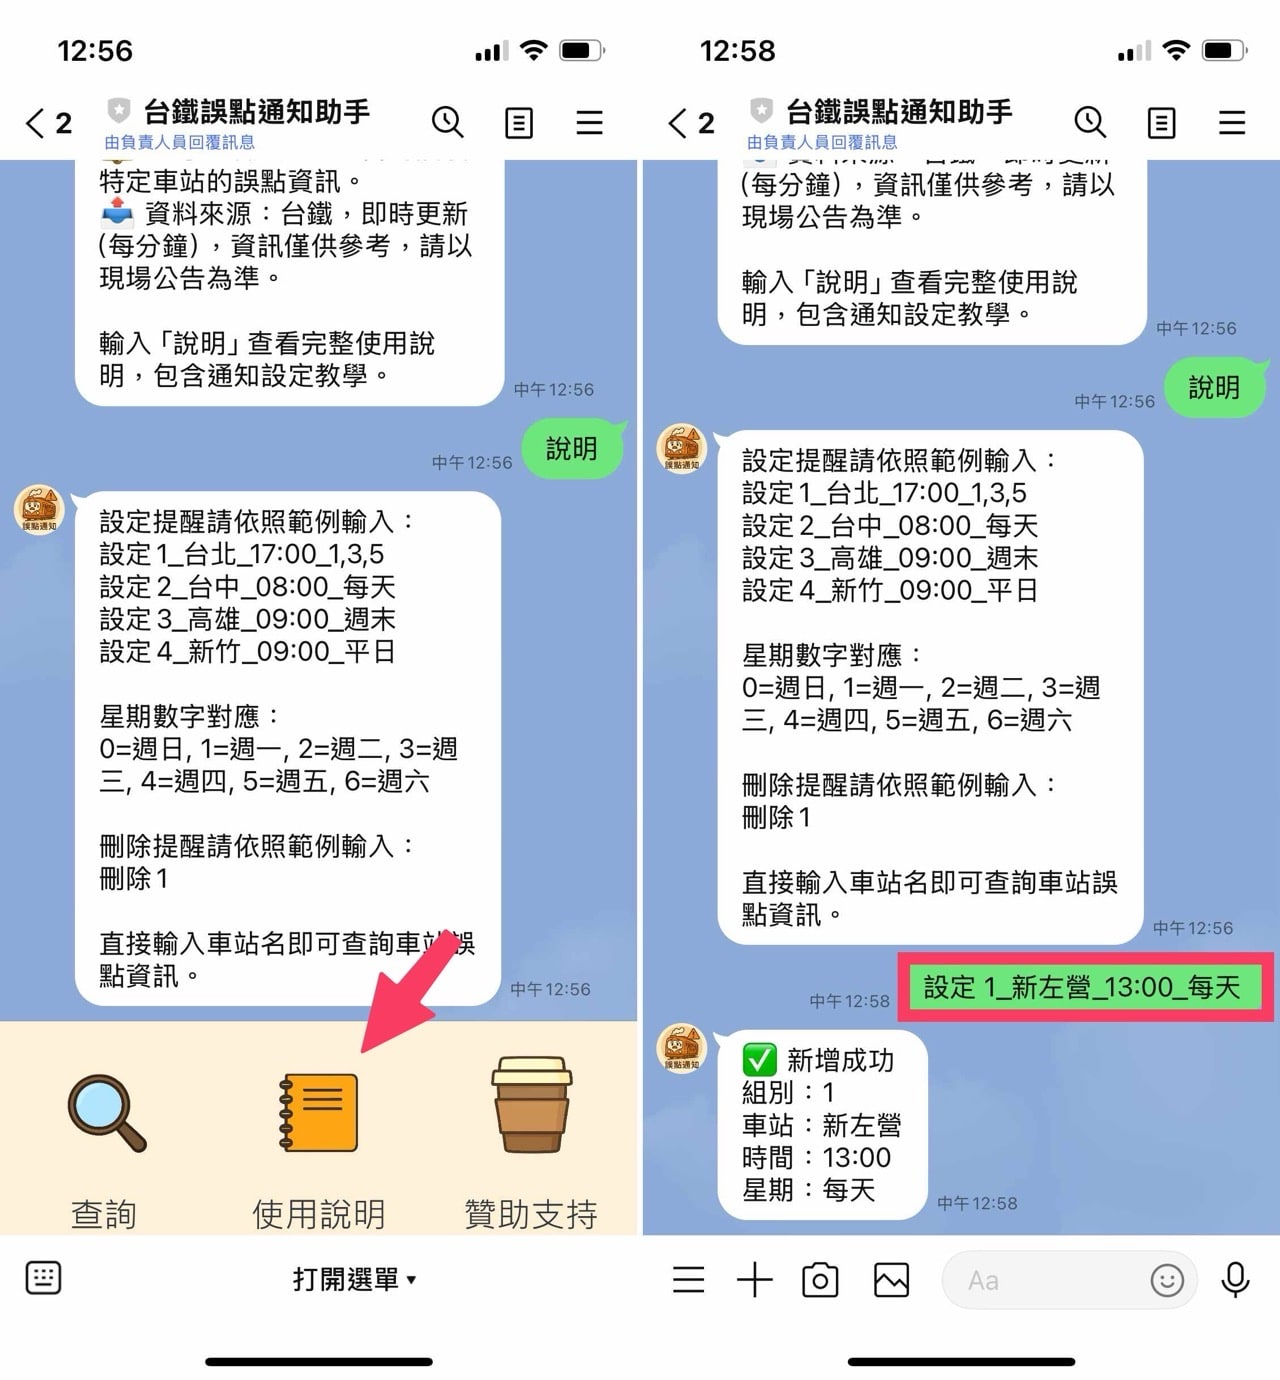 12:56
2
台鐵誤點通知助手
由負責人員回覆訊息
特定車站的誤點資訊。
資料來源：台鐵，即時更新
(每分鐘)，資訊僅供參考，請以
現場公告為準。
輸入「說明」查看完整使用說
明，包含通知設定教學。
中午12:56
說明
中午12:56
誤點通知
設定提醒請依照範例輸入：
設定1_台北_17:00_1,3,5
設定2_台中_08:00_每天
設定3_高雄_09:00_週末
設定4_新竹_09:00_平日
星期數字對應：
0=週日, 1=週一, 2=週二, 3=週
三, 4=週四, 5=週五, 6=週六
刪除提醒請依照範例輸入：
刪除1
直接輸入車站名即可查詢車站誤
點資訊。
中午12:56
查詢
使用說明
贊助支持
打開選單▼
12:58
2
台鐵誤點通知助手
由負責人員回覆訊息
資料來源：台鐵，即時更新
(每分鐘)，資訊僅供參考，請以
現場公告為準。
輸入「說明」查看完整使用說
明，包含通知設定教學。
中午12:56
說明
中午12:56
誤點通知
設定提醒請依照範例輸入：
設定1_台北_17:00_1,3,5
設定2_台中_08:00_每天
設定3_高雄_09:00_週末
設定4_新竹_09:00_平日
星期數字對應：
0=週日, 1=週一, 2=週二, 3=週
三, 4=週四, 5=週五, 6=週六
刪除提醒請依照範例輸入：
刪除1
直接輸入車站名即可查詢車站誤
點資訊。
中午12:56
設定 1_新左營_13:00_每天
中午12:58
誤點通知
✅ 新增成功
組別：1
車站：新左營
時間：13:00
星期：每天
中午12:58
Aa